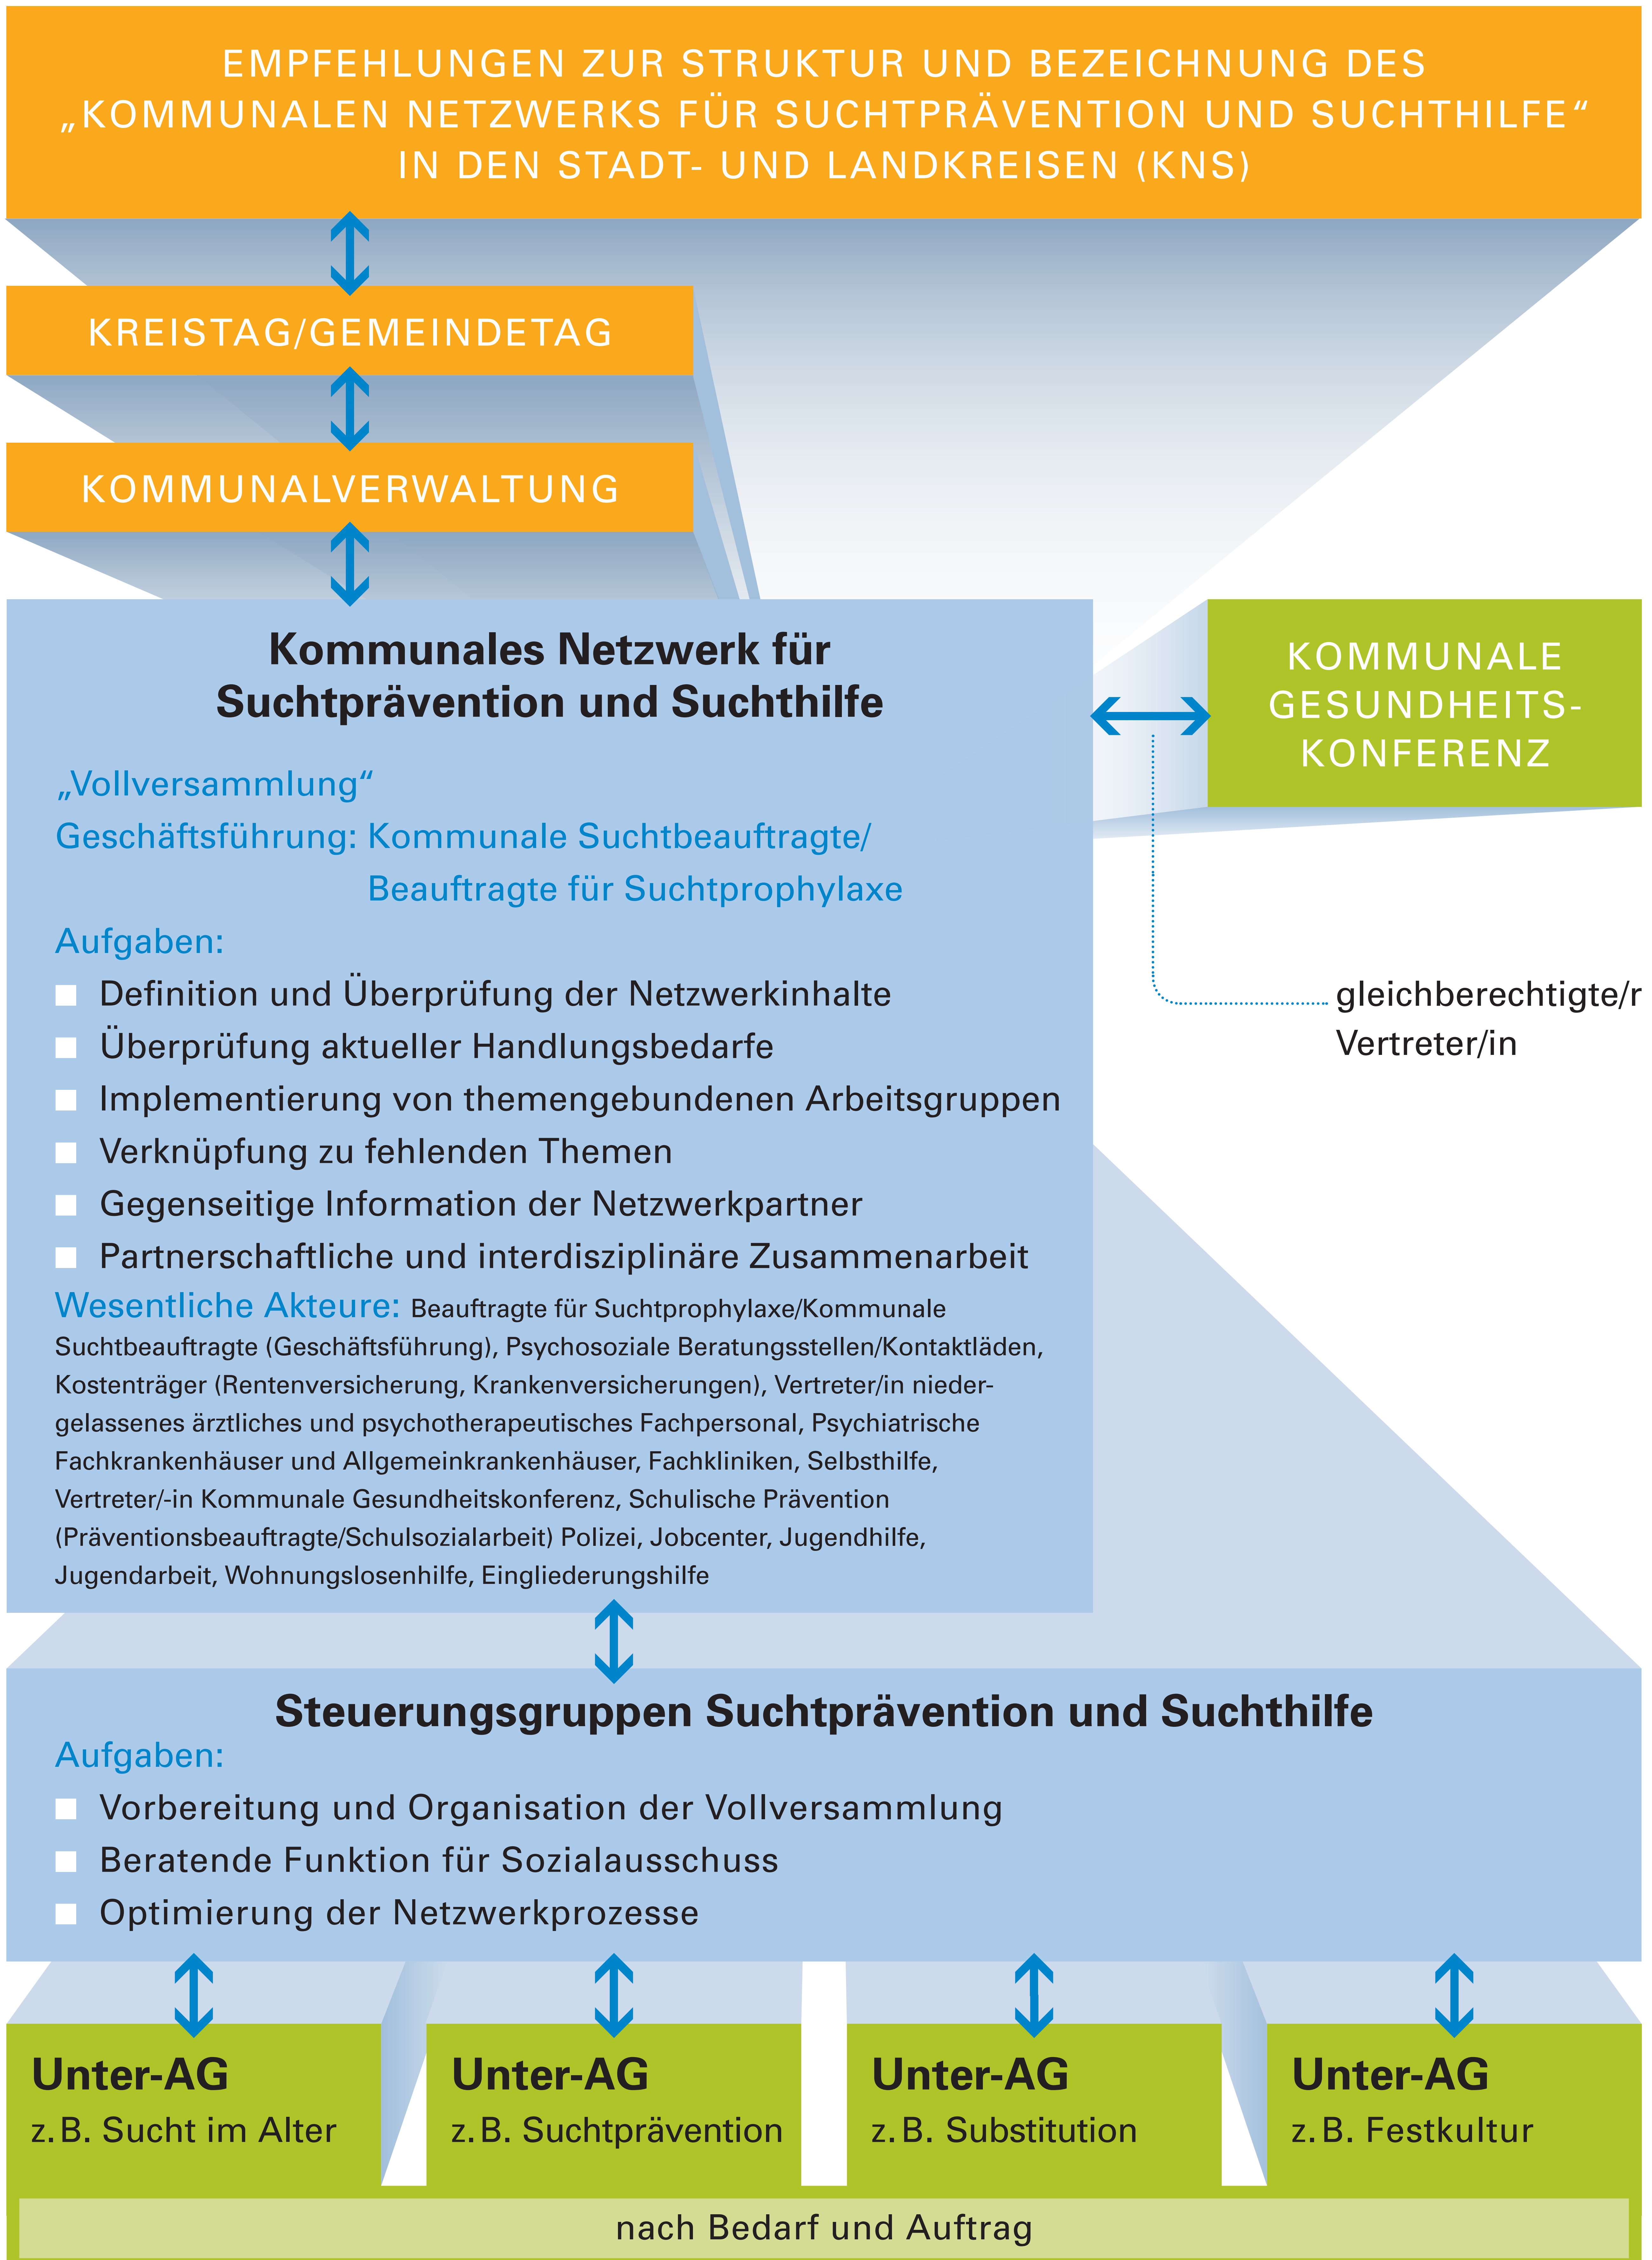 EMPFEHLUNGEN ZUR STRUKTUR UND BEZEICHNUNG DES
„KOMMUNALEN NETZWERKS FÜR SUCHTPRÄVENTION UND SUCHTHILFE“
IN DEN STADT- UND LANDKREISEN (KNS)
KREISTAG/GEMEINDETAG
KOMMUNALVERWALTUNG
Kommunales Netzwerk für
Suchtprävention und Suchthilfe
„Vollversammlung“
Geschäftsführung: Kommunale Suchtbeauftragte/
Beauftragte für Suchtprophylaxe
Aufgaben:
Definition und Überprüfung der Netzwerkinhalte
Überprüfung aktueller Handlungsbedarfe
Implementierung von themengebundenen Arbeitsgruppen
Verknüpfung zu fehlenden Themen
Gegenseitige Information der Netzwerkpartner
Partnerschaftliche und interdisziplinäre Zusammenarbeit
Wesentliche Akteure: Beauftragte für Suchtprophylaxe/Kommunale
Suchtbeauftragte (Geschäftsführung), Psychosoziale Beratungsstellen/Kontaktläden,
Kostenträger (Rentenversicherung, Krankenversicherungen), Vertreter/in nieder-
gelassenes ärztliches und psychotherapeutisches Fachpersonal, Psychiatrische
Fachkrankenhäuser und Allgemeinkrankenhäuser, Fachkliniken, Selbsthilfe,
Vertreter/-in Kommunale Gesundheitskonferenz, Schulische Prävention
(Präventionsbeauftragte/Schulsozialarbeit) Polizei, Jobcenter, Jugendhilfe,
Jugendarbeit, Wohnungslosenhilfe, Eingliederungshilfe
KOMMUNALE
GESUNDHEITS-
KONFERENZ
gleichberechtigte/r
Vertreter/in
Steuerungsgruppen Suchtprävention und Suchthilfe
Aufgaben:
Vorbereitung und Organisation der Vollversammlung
Beratende Funktion für Sozialausschuss
Optimierung der Netzwerkprozesse
Unter-AG
z. B. Sucht im Alter
Unter-AG
z. B. Suchtprävention
Unter-AG
z. B. Substitution
Unter-AG
z. B. Festkultur
nach Bedarf und Auftrag